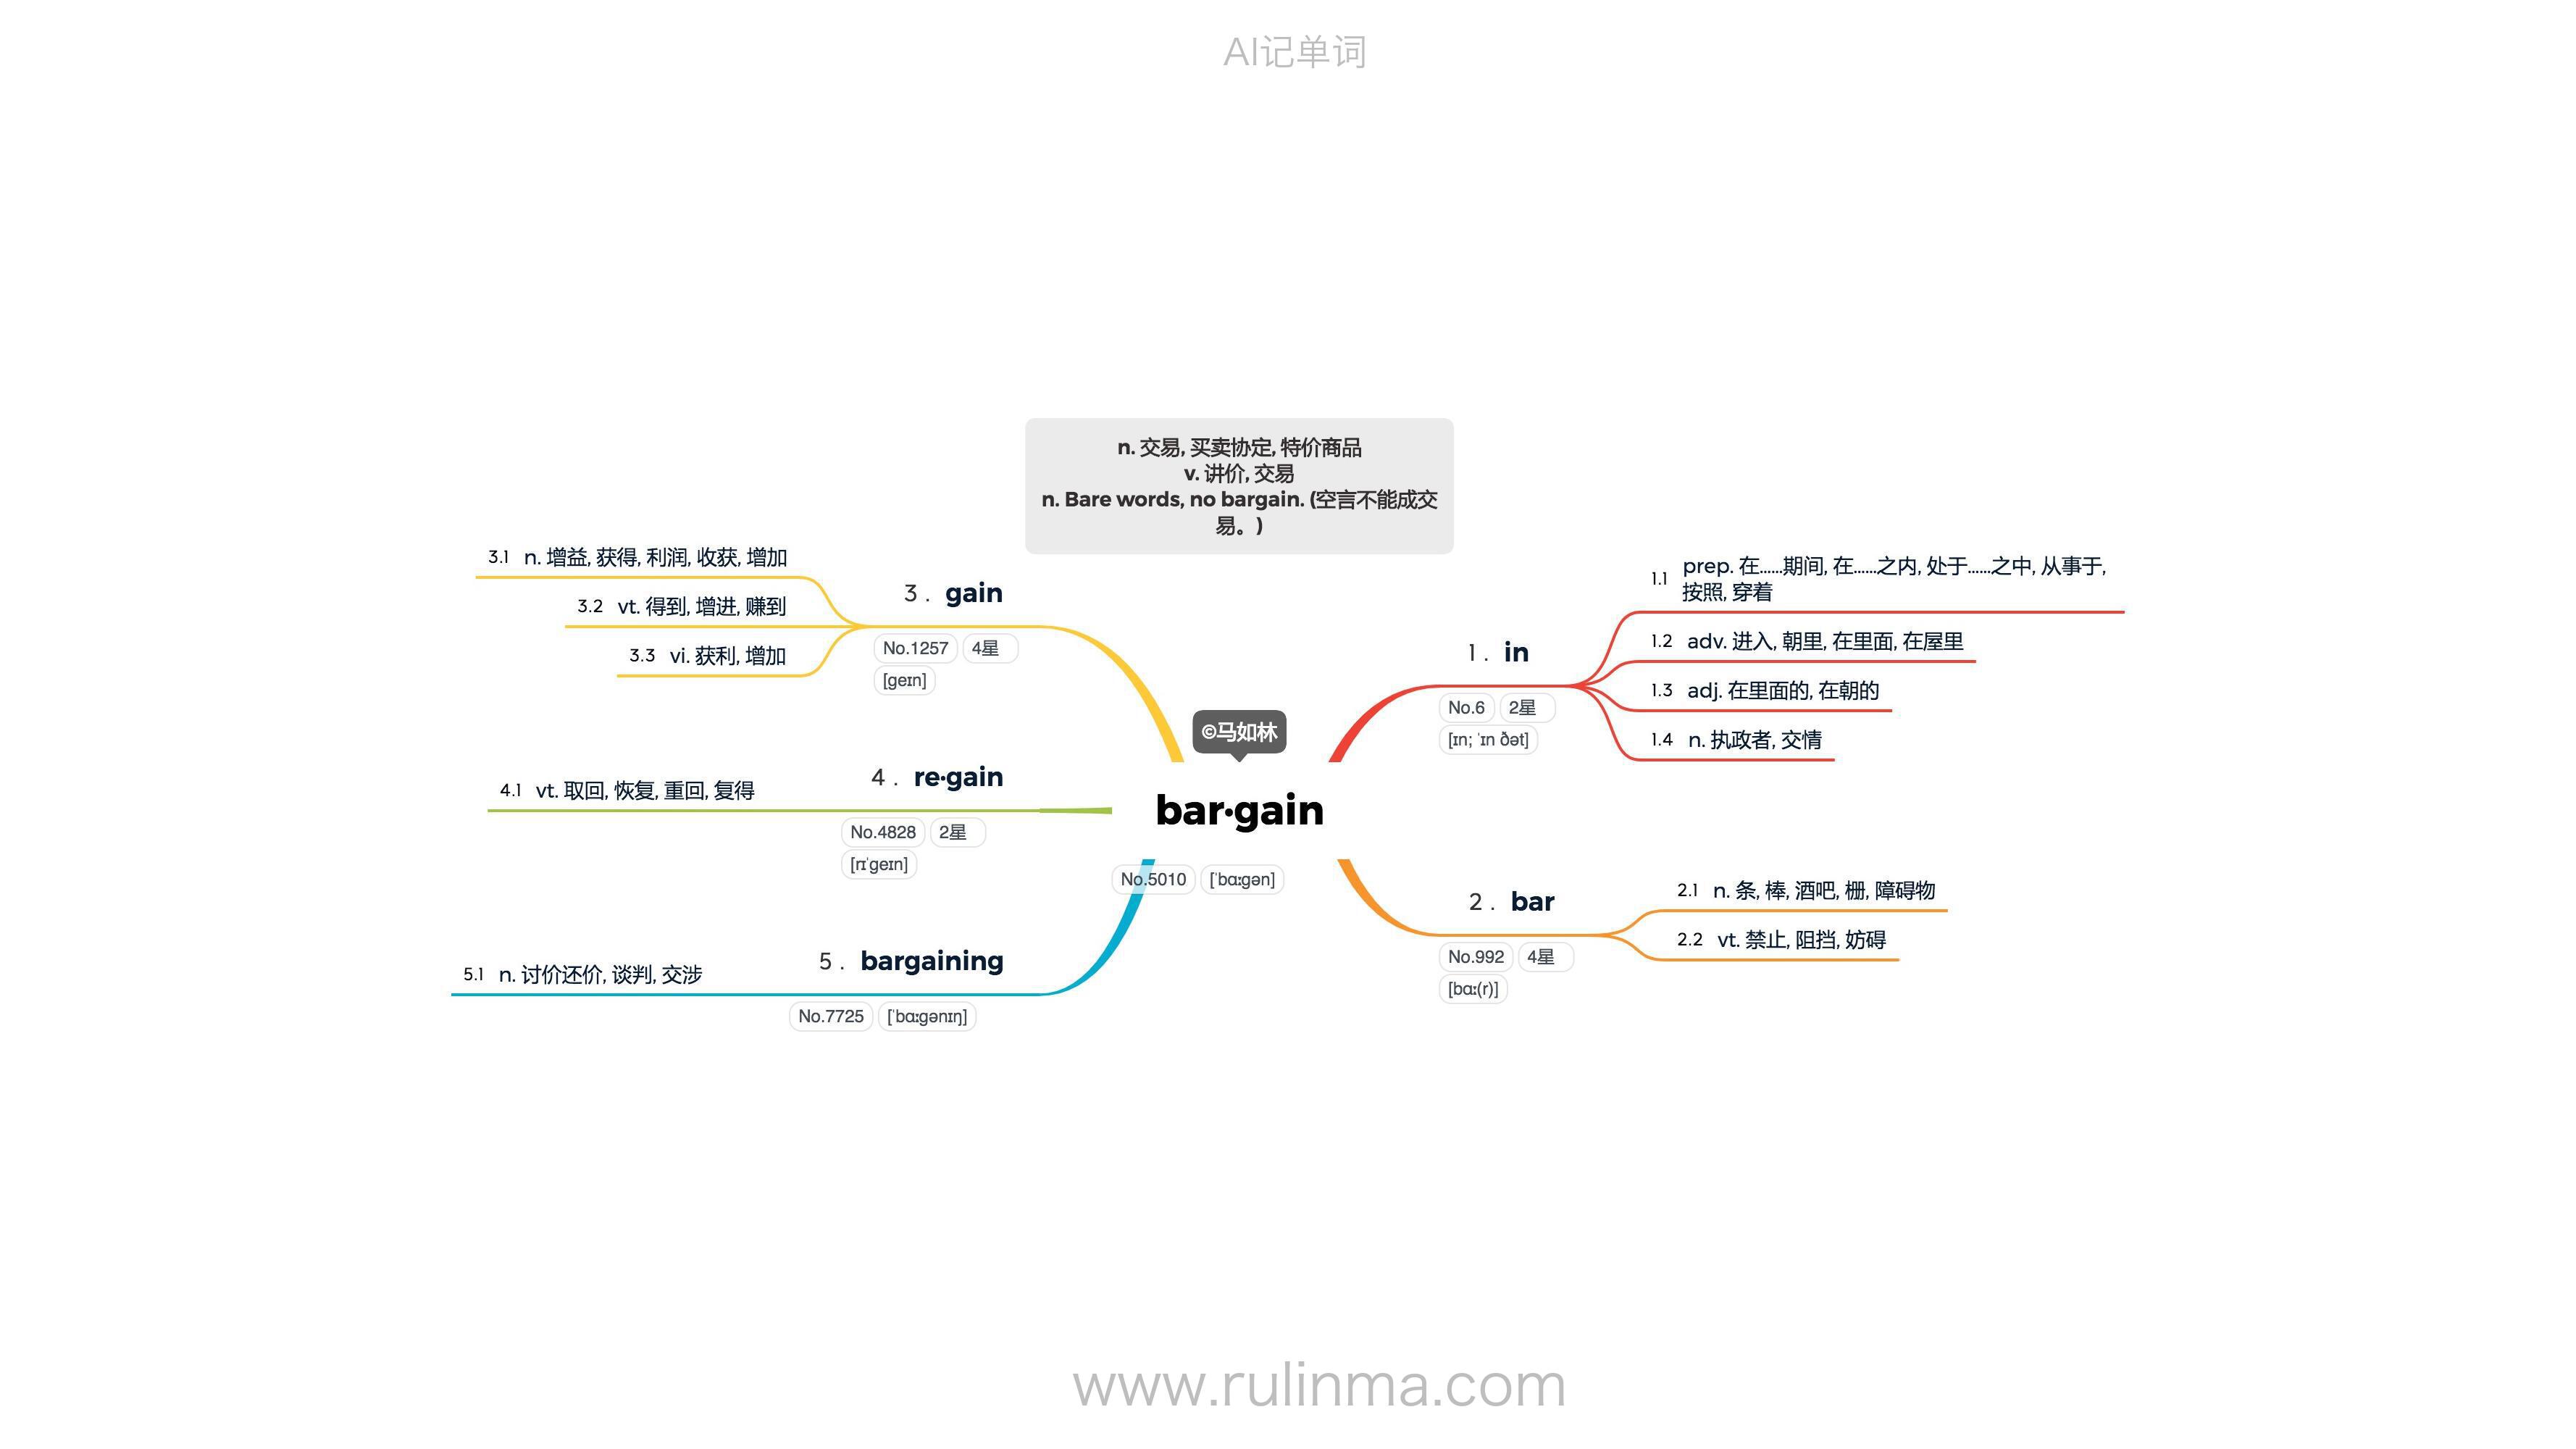 AI记单词
n. 交易, 买卖协定, 特价商品
v. 讲价, 交易
n. Bare words, no bargain. (空言不能成交
易。)
©马如林
bar·gain
No.5010 [ˈbɑːgən]
1 . in
No.6 2星
[ɪn; ˈɪn ðət]
1.1 prep. 在……期间, 在……之内, 处于……之中, 从事于,
按照, 穿着
1.2 adv. 进入, 朝里, 在里面, 在屋里
1.3 adj. 在里面的, 在朝的
1.4 n. 执政者, 交情
2 . bar
No.992 4星
[bɑː(r)]
2.1 n. 条, 棒, 酒吧, 栅, 障碍物
2.2 vt. 禁止, 阻挡, 妨碍
3 . gain
No.1257 4星
[geɪn]
3.1 n. 增益, 获得, 利润, 收获, 增加
3.2 vt. 得到, 增进, 赚到
3.3 vi. 获利, 增加
4 . re·gain
No.4828 2星
[rɪˈgeɪn]
4.1 vt. 取回, 恢复, 重回, 复得
5 . bargaining
No.7725 [ˈbɑːgənɪŋ]
5.1 n. 讨价还价, 谈判, 交涉
www.rulinma.com